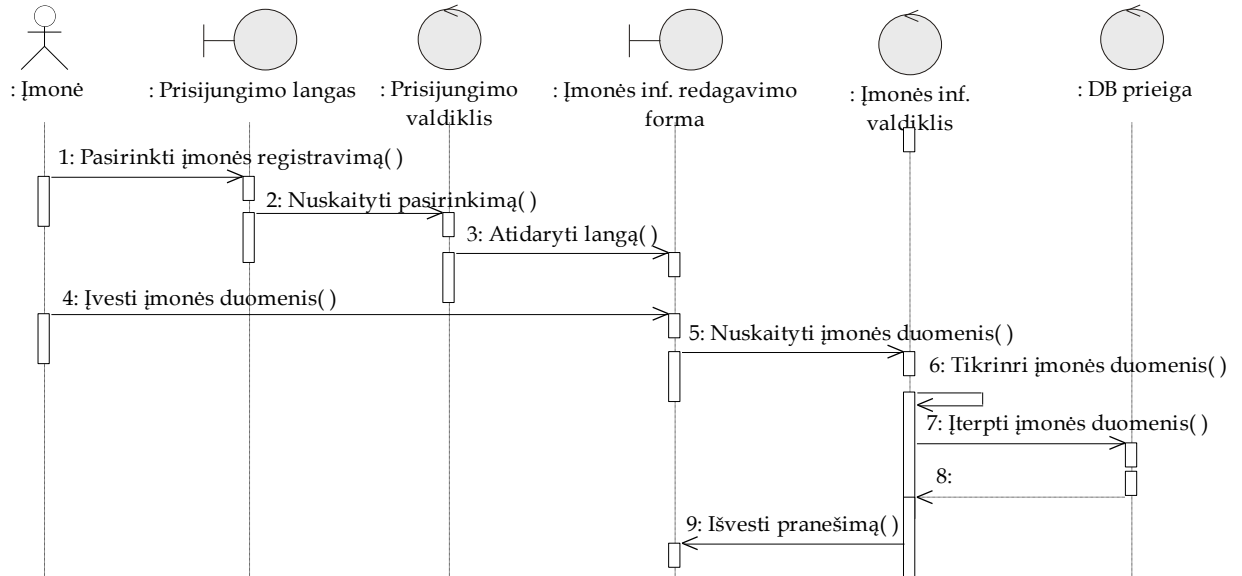 : Įmonė
: Prisijungimo langas
: Prisijungimo
valdiklis
: Įmonės inf. redagavimo
forma
: Įmonės inf.
valdiklis
: DB prieiga
1: Pasirinkti įmonės registravimą( )
2: Nuskaityti pasirinkimą( )
3: Atidaryti langą( )
4: Įvesti įmonės duomenis( )
5: Nuskaityti įmonės duomenis( )
6: Tikrinri įmonės duomenis( )
7: Įterpti įmonės duomenis( )
8:
9: Išvesti pranešimą( )